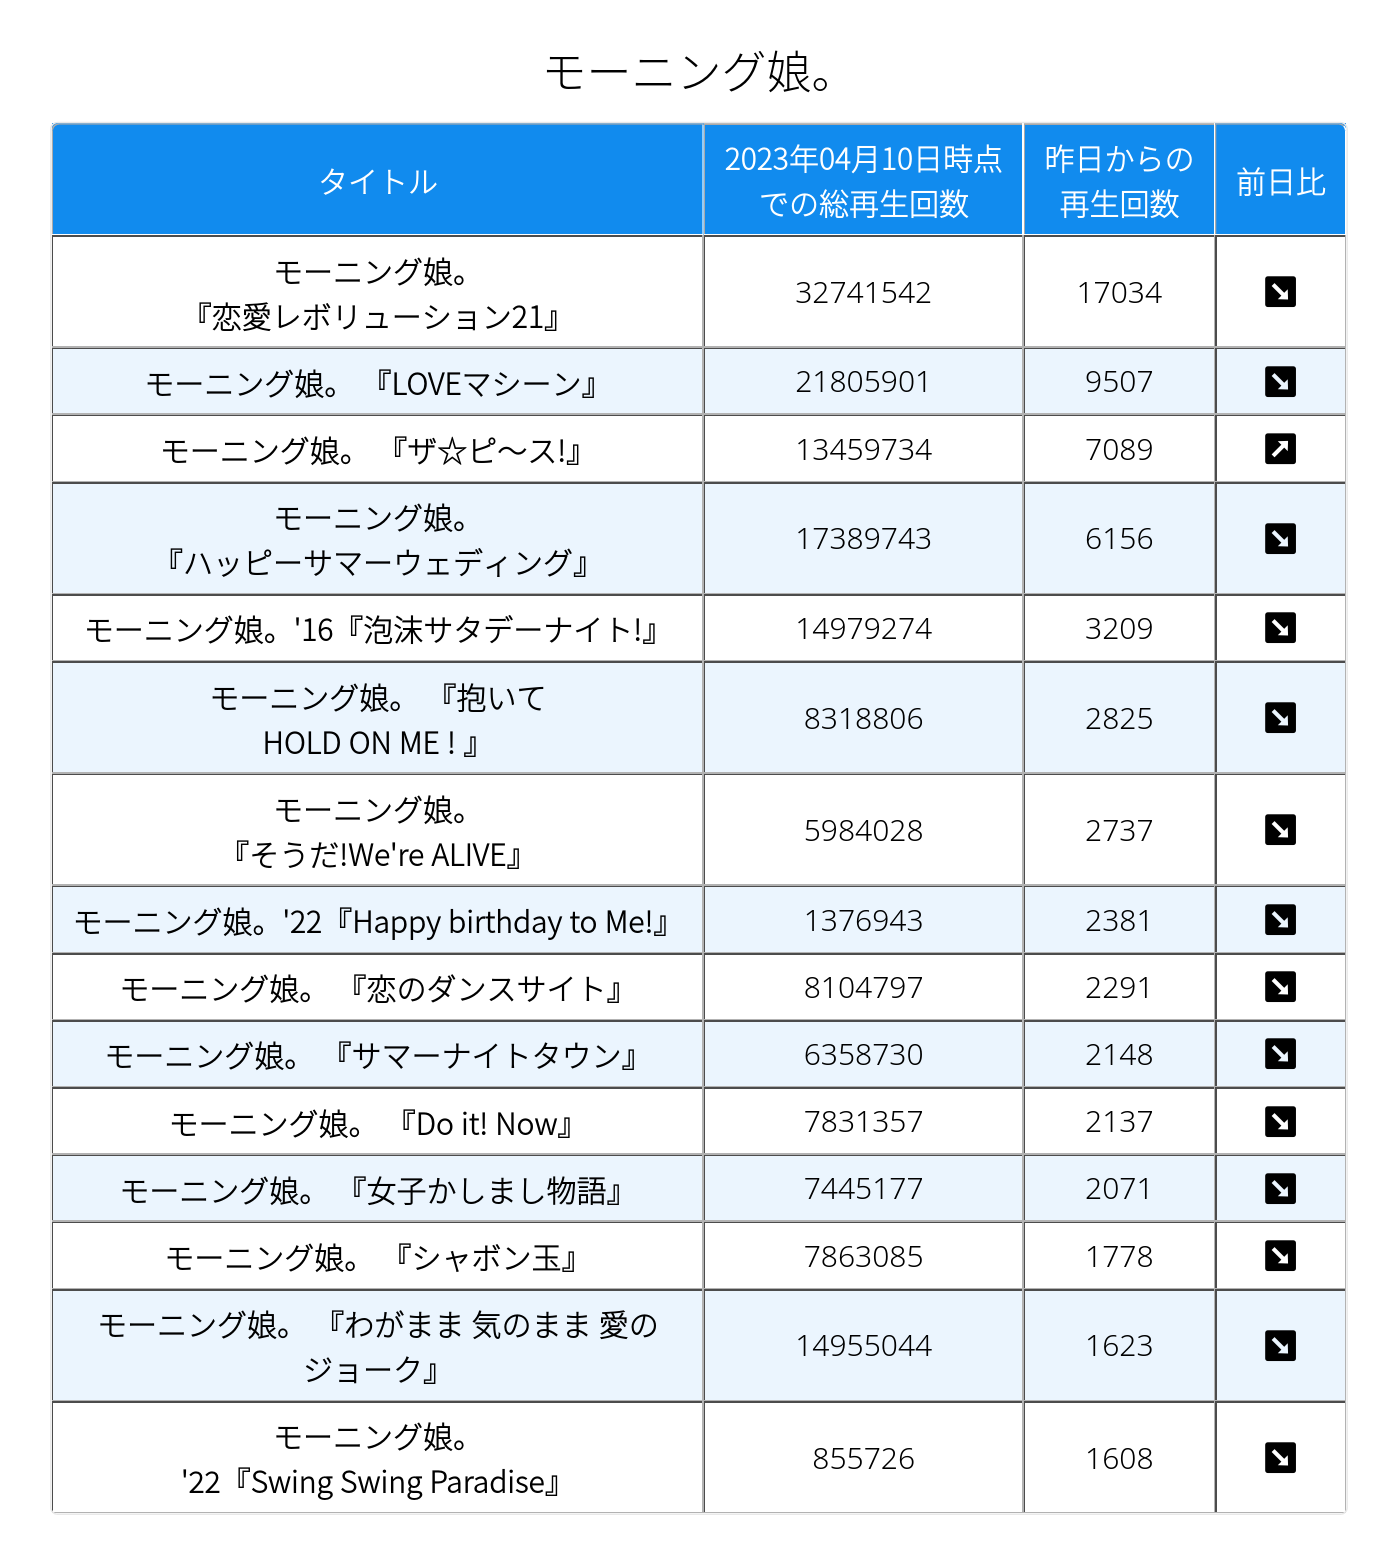 モーニング娘。
タイトル
2023年04月10日時点
での総再生回数
昨日からの
再生回数
前日比
モーニング娘。
『恋愛レボリューション21』
32741542
17034
モーニング娘。 『LOVEマシーン』
21805901
9507
モーニング娘。 『ザ☆ピ〜ス!』
13459734
7089
モーニング娘。
『ハッピーサマーウェディング』
17389743
6156
モーニング娘。'16『泡沫サタデーナイト!』
14979274
3209
モーニング娘。 『抱いて
HOLD ON ME ! 』
8318806
2825
モーニング娘。
『そうだ!We're ALIVE』
5984028
2737
モーニング娘。'22『Happy birthday to Me!』
1376943
2381
モーニング娘。 『恋のダンスサイト』
8104797
2291
モーニング娘。 『サマーナイトタウン』
6358730
2148
モーニング娘。 『Do it! Now』
7831357
2137
モーニング娘。 『女子かしまし物語』
7445177
2071
モーニング娘。 『シャボン玉』
7863085
1778
モーニング娘。 『わがまま 気のまま 愛の
ジョーク』
14955044
1623
モーニング娘。
'22『Swing Swing Paradise』
855726
1608